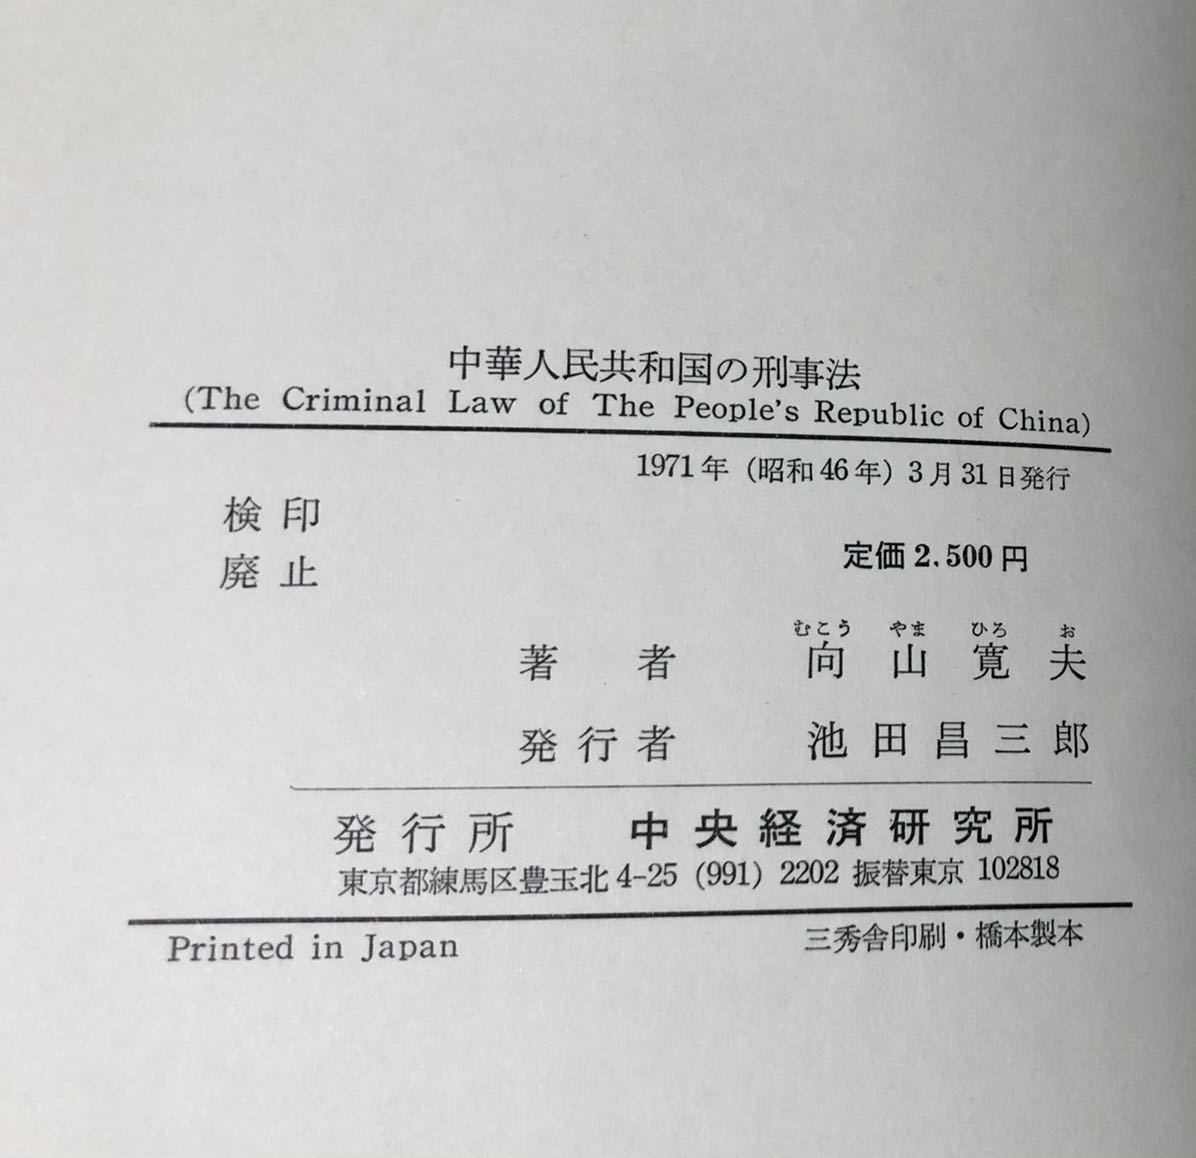 中華人民共和国の刑事法
(The Criminal Law of The People's Republic of China)
1971年（昭和46年）3月31日発行
検印
廃止
定価2,500円
むこう やま ひろ お
著者 向山寛夫
発行者 池田昌三郎
発行所 中央経済研究所
東京都練馬区豊玉北4-25 (991) 2202 振替東京 102818
Printed in Japan 三秀舎印刷・橋本製本